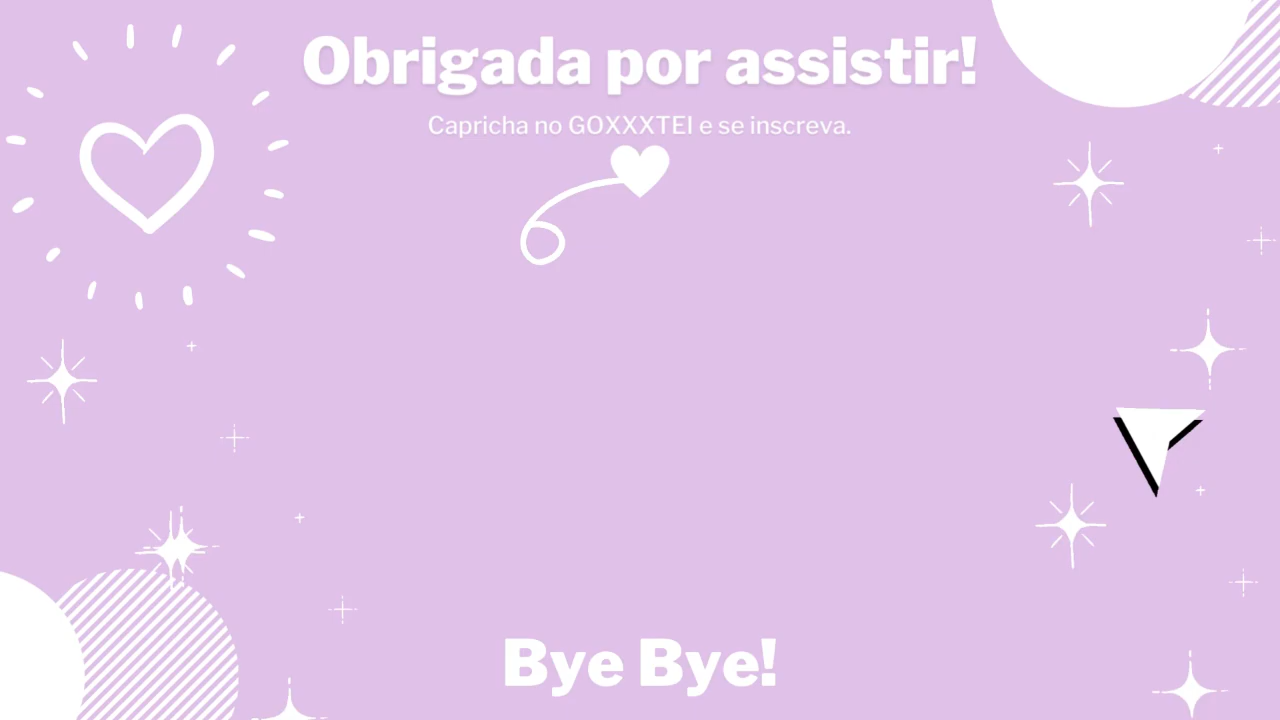 Obrigada por assistir!
Capricha no GOXXXTEI e se inscreva.
Bye Bye!